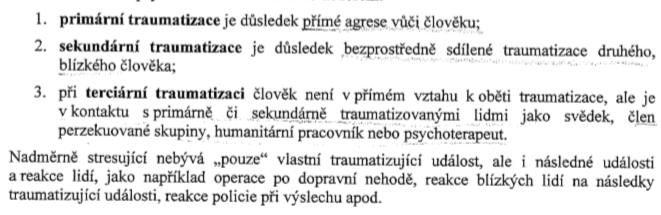 1. primární traumatizace je důsledek přímé agrese vůči člověku;
2. sekundární traumatizace je důsledek bezprostředně sdílené traumatizace druhého,
blízkého člověka;
3. při terciární traumatizaci člověk není v přímém vztahu k oběti traumatizace, ale je
v kontaktu s primárně či sekundárně traumatizovanými lidmi jako svědek, člen
perzekuované skupiny, humanitární pracovník nebo psychoterapeut.
Nadměrně stresující nebývá „pouze“ vlastní traumatizující událost, ale i následné události
a reakce lidí, jako například operace po dopravní nehodě, reakce blízkých lidí na následky
traumatizující události, reakce policie při výslechu apod.